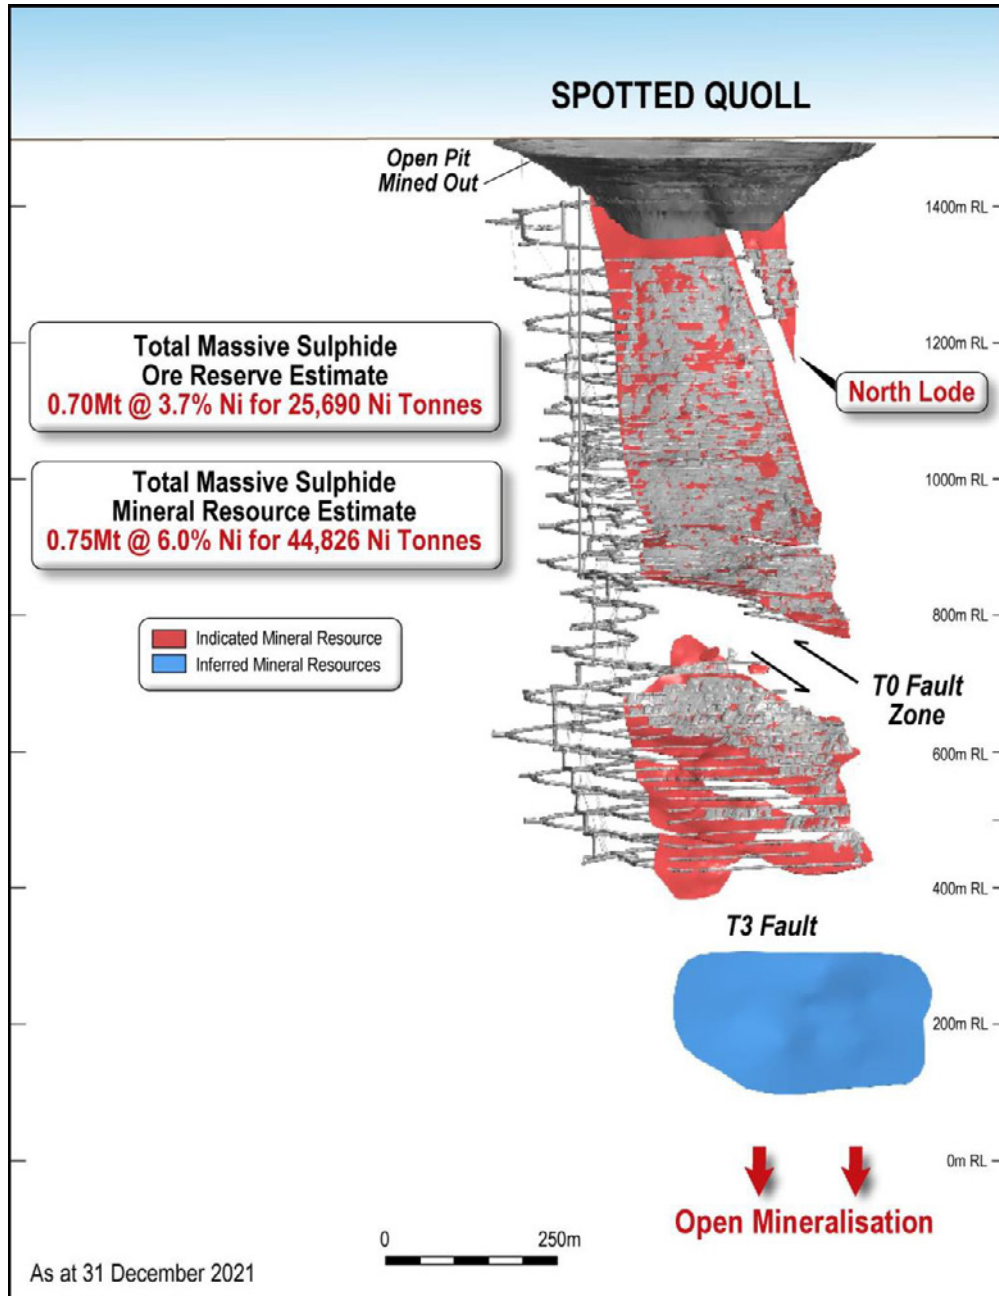 SPOTTED QUOLL
Open Pit
Mined Out
1400m RL
Total Massive Sulphide
Ore Reserve Estimate
0.70Mt @ 3.7% Ni for 25,690 Ni Tonnes
1200m RL
North Lode
Total Massive Sulphide
Mineral Resource Estimate
0.75Mt @ 6.0% Ni for 44,826 Ni Tonnes
1000m RL
800m RL
Indicated Mineral Resource
Inferred Mineral Resources
T0 Fault
Zone
600m RL
400m RL
T3 Fault
200m RL
0m RL
Open Mineralisation
0 250m
As at 31 December 2021